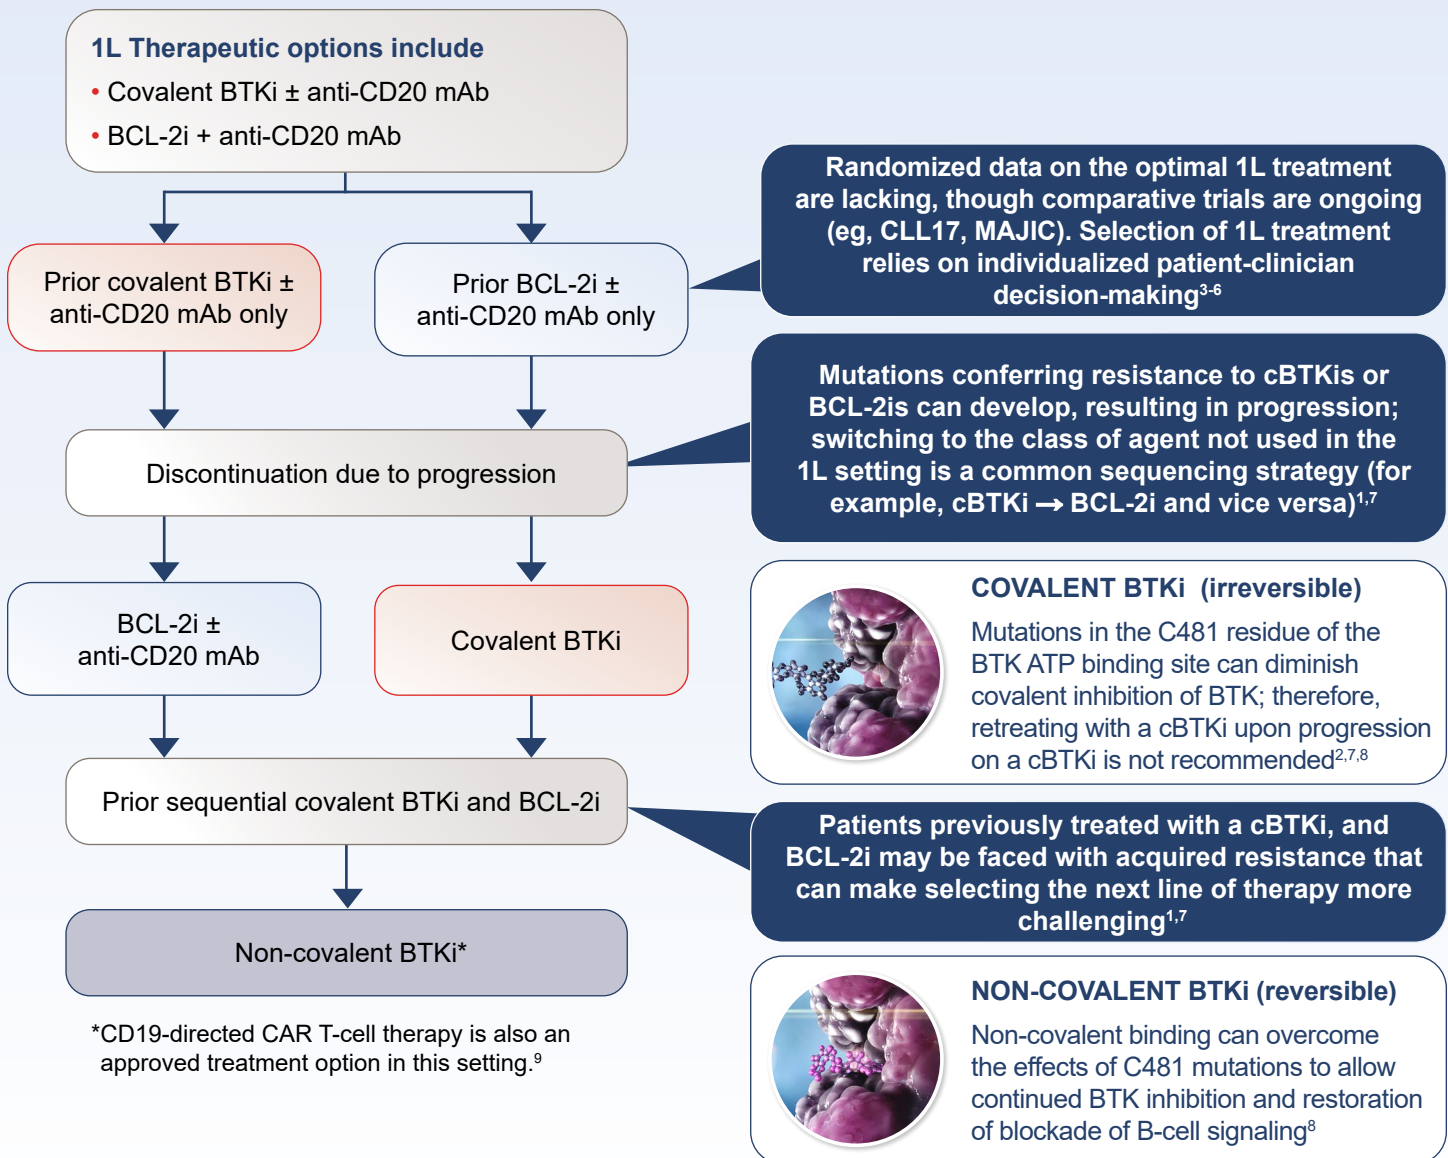 1L Therapeutic options include
• Covalent BTKi ± anti-CD20 mAb
• BCL-2i + anti-CD20 mAb
Prior covalent BTKi ±
anti-CD20 mAb only
Prior BCL-2i ±
anti-CD20 mAb only
Randomized data on the optimal 1L treatment
are lacking, though comparative trials are ongoing
(eg, CLL17, MAJIC). Selection of 1L treatment
relies on individualized patient-clinician
decision-making3-6
Discontinuation due to progression
Mutations conferring resistance to cBTKis or
BCL-2is can develop, resulting in progression;
switching to the class of agent not used in the
1L setting is a common sequencing strategy (for
example, cBTKi → BCL-2i and vice versa)1,7
BCL-2i ±
anti-CD20 mAb
Covalent BTKi
COVALENT BTKi (irreversible)
Mutations in the C481 residue of the
BTK ATP binding site can diminish
covalent inhibition of BTK; therefore,
retreating with a cBTKi upon progression
on a cBTKi is not recommended2,7,8
Prior sequential covalent BTKi and BCL-2i
Patients previously treated with a cBTKi, and
BCL-2i may be faced with acquired resistance that
can make selecting the next line of therapy more
challenging1,7
Non-covalent BTKi*
*CD19-directed CAR T-cell therapy is also an
approved treatment option in this setting.9
NON-COVALENT BTKi (reversible)
Non-covalent binding can overcome
the effects of C481 mutations to allow
continued BTK inhibition and restoration
of blockade of B-cell signaling8